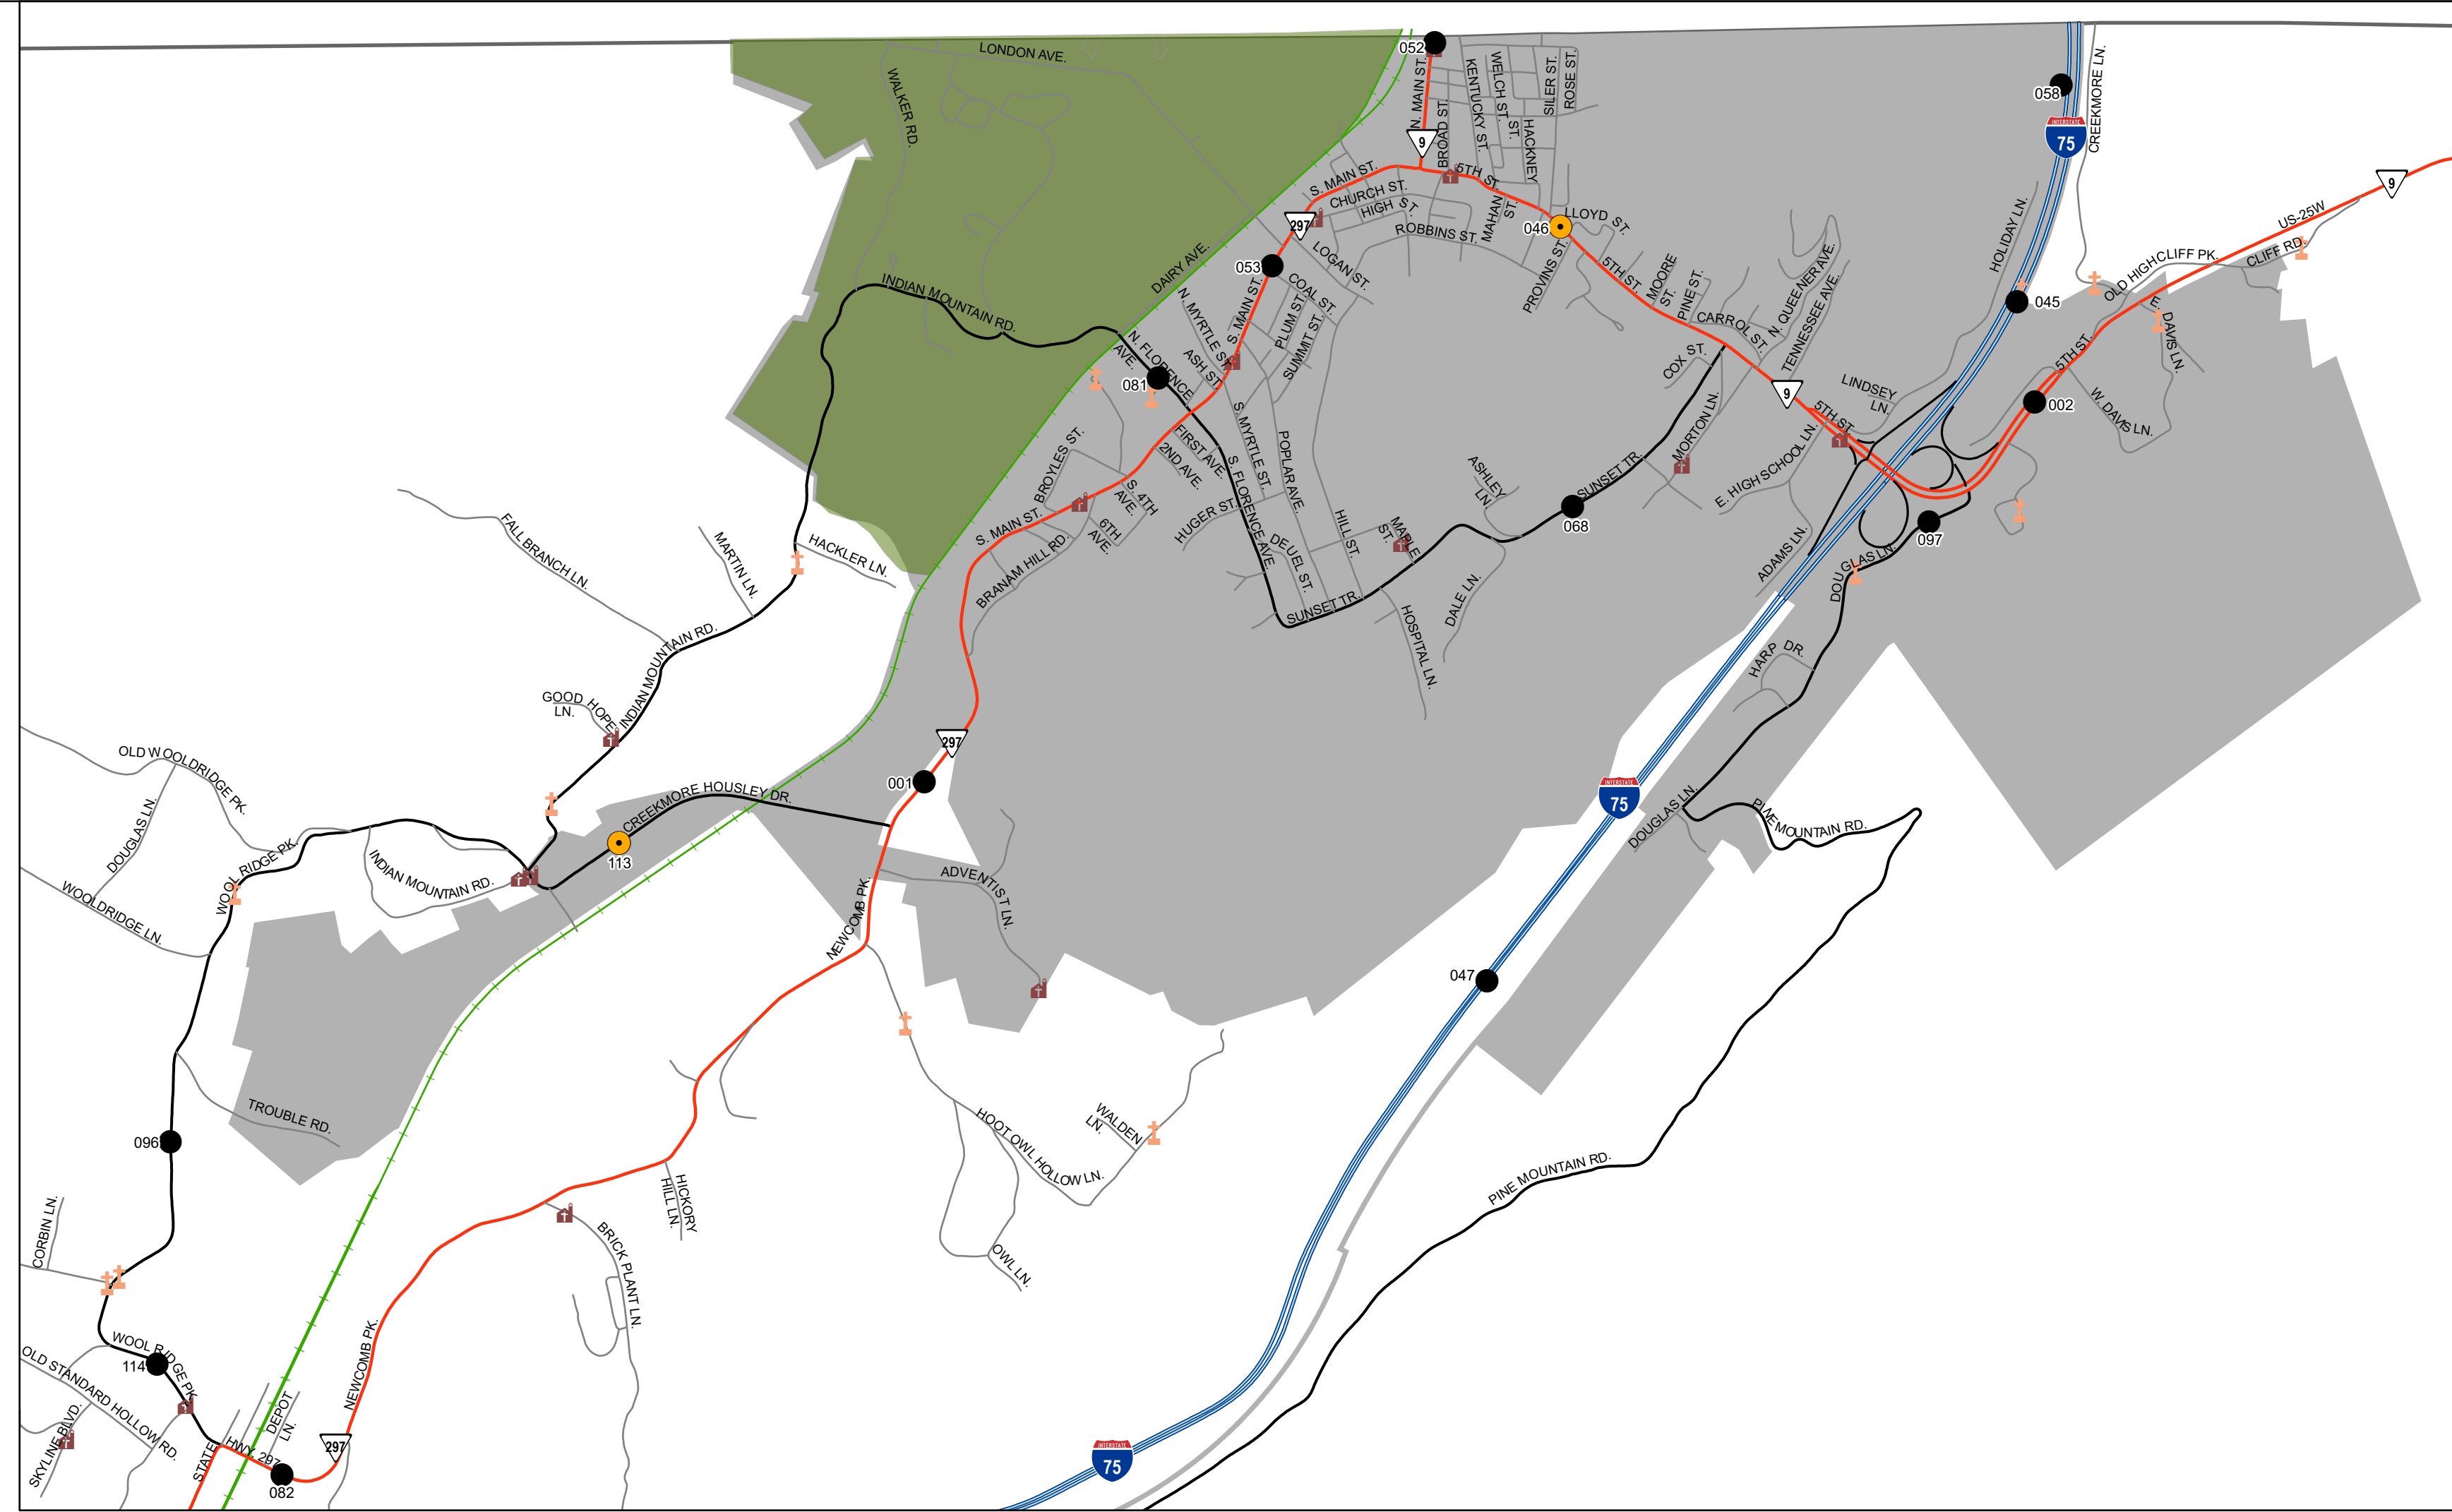 LONDON AVE.
WALKER RD.
052
N. MAIN ST.
KENTUCKY ST.
WELCH ST.
ST.
SILER ST.
ROSE ST.
HACKNEY
BROAD ST.
9
058
INTERSTATE
75
CREEKMORE LN.
9
US-25W
S. MAIN ST.
5TH ST.
CHURCH ST.
HIGH ST.
ROBBINS ST.
MAHAN
ST.
046
LLOYD ST.
297
HOLIDAY LN.
OLD HIGHCLIFF PK.
CLIFF RD.
DAIRY AVE.
LOGAN ST.
053
PROVINS ST.
5TH ST.
MOORE
ST.
PINE ST.
N. QUEENER AVE.
TENNESSEE AVE.
INDIAN MOUNTAIN RD.
COAL ST.
N. MYRTLE ST.
S. MAIN ST.
PLUM ST.
SUMMIT ST.
CARROL ST.
045
E.
DAVIS LN.
N. FLORENCE
AVE.
081
ASH ST.
COX ST.
9
LINDSEY
LN.
5TH ST.
002
W. DAVIS LN.
5TH ST.
S. MYRTLE ST.
POPLAR AVE.
MORTON LN.
E. HIGH SCHOOL LN.
BROYLES ST.
FIRST AVE.
2ND AVE.
S. FLORENCE AVE.
ASHLEY
LN.
SUNSET TR.
068
S. 4TH
AVE.
6TH
AVE.
HUGER ST.
HILL ST.
MAPLE
ST.
097
S. MAIN ST.
BRANAM HILL RD.
DEUEL ST.
ADAMS LN.
DOUGLAS LN.
FALL BRANCH LN.
MARTIN LN.
HACKLER LN.
SUNSET TR.
DALE LN.
HOSPITAL LN.
INDIAN MOUNTAIN RD.
HARP DR.
GOOD HOPE
LN.
297
OLD WOOLDRIDGE PK.
001
CREEKMORE HOUSLEY DR.
INTERSTATE
75
DOUGLAS LN.
PINE MOUNTAIN RD.
DOUGLAS LN.
113
WOOL RIDGE PK.
INDIAN MOUNTAIN RD.
ADVENTIST LN.
WOOLDRIDGE LN.
NEWCOMB PK.
047
TROUBLE RD.
096
WALDEN
LN.
HOOT OWL HOLLOW LN.
PINE MOUNTAIN RD.
HICKORY
HILL LN.
CORBIN LN.
BRICK PLANT LN.
OWL LN.
WOOL RIDGE PK.
114
OLD STANDARD HOLLOW RD.
NEWCOMB PK.
DEPOT
LN.
SKYLINE BLVD.
STATE HWY. 297
297
082
INTERSTATE
75